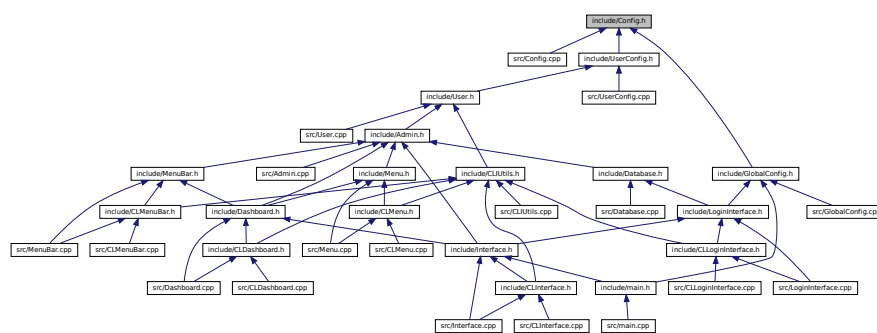 include/Config.h
src/Config.cpp
include/UserConfig.h
include/User.h
src/UserConfig.cpp
src/User.cpp
include/Admin.h
include/MenuBar.h
src/Admin.cpp
include/Menu.h
include/CLIUtils.h
include/Database.h
include/GlobalConfig.h
include/CLMenuBar.h
include/Dashboard.h
include/CLMenu.h
src/CLIUtils.cpp
src/Database.cpp
include/LoginInterface.h
src/GlobalConfig.cpp
src/MenuBar.cpp
src/CLMenuBar.cpp
include/CLDashboard.h
src/Menu.cpp
src/CLMenu.cpp
include/Interface.h
include/CLLoginInterface.h
src/Dashboard.cpp
src/CLDashboard.cpp
include/CLInterface.h
include/main.h
src/CLLoginInterface.cpp
src/LoginInterface.cpp
src/Interface.cpp
src/CLInterface.cpp
src/main.cpp